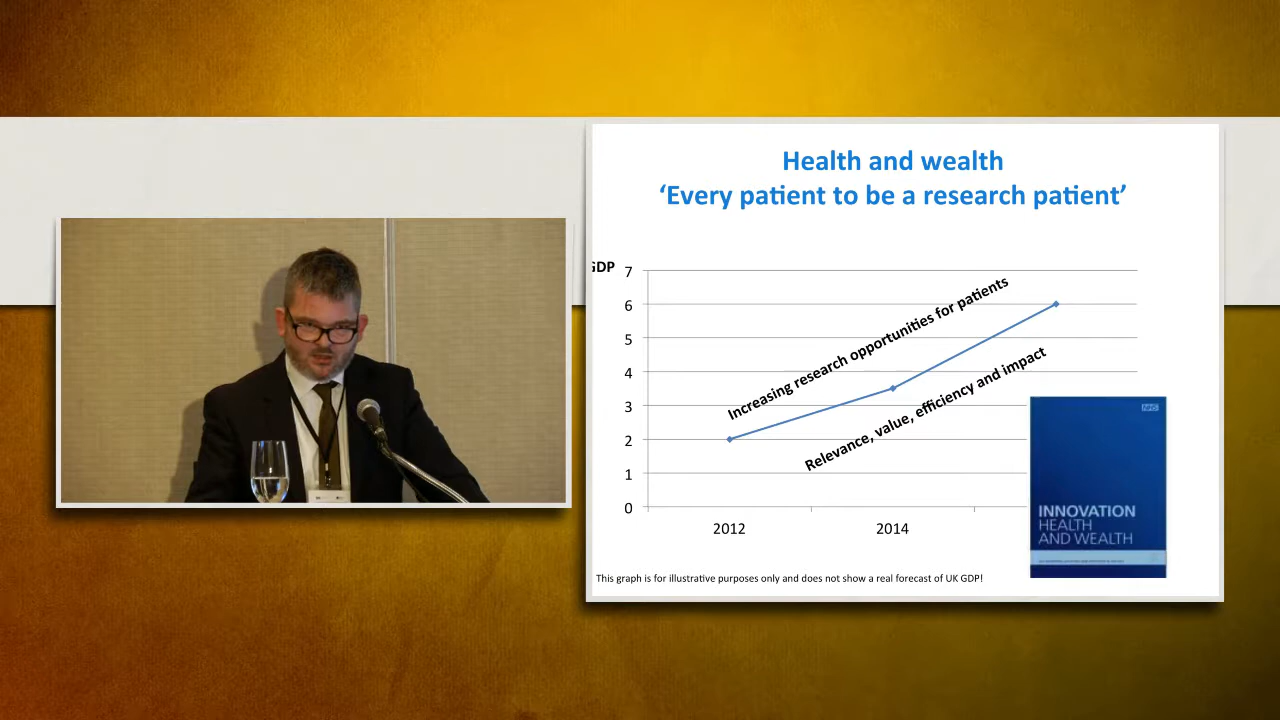 Health and wealth
‘Every patient to be a research patient’
GDP
7
6
5
4
3
2
1
0
Increasing research opportunities for patients
Relevance, value, efficiency and impact
2012
2014
NHS
INNOVATION
HEALTH
AND WEALTH
This graph is for illustrative purposes only and does not show a real forecast of UK GDP!